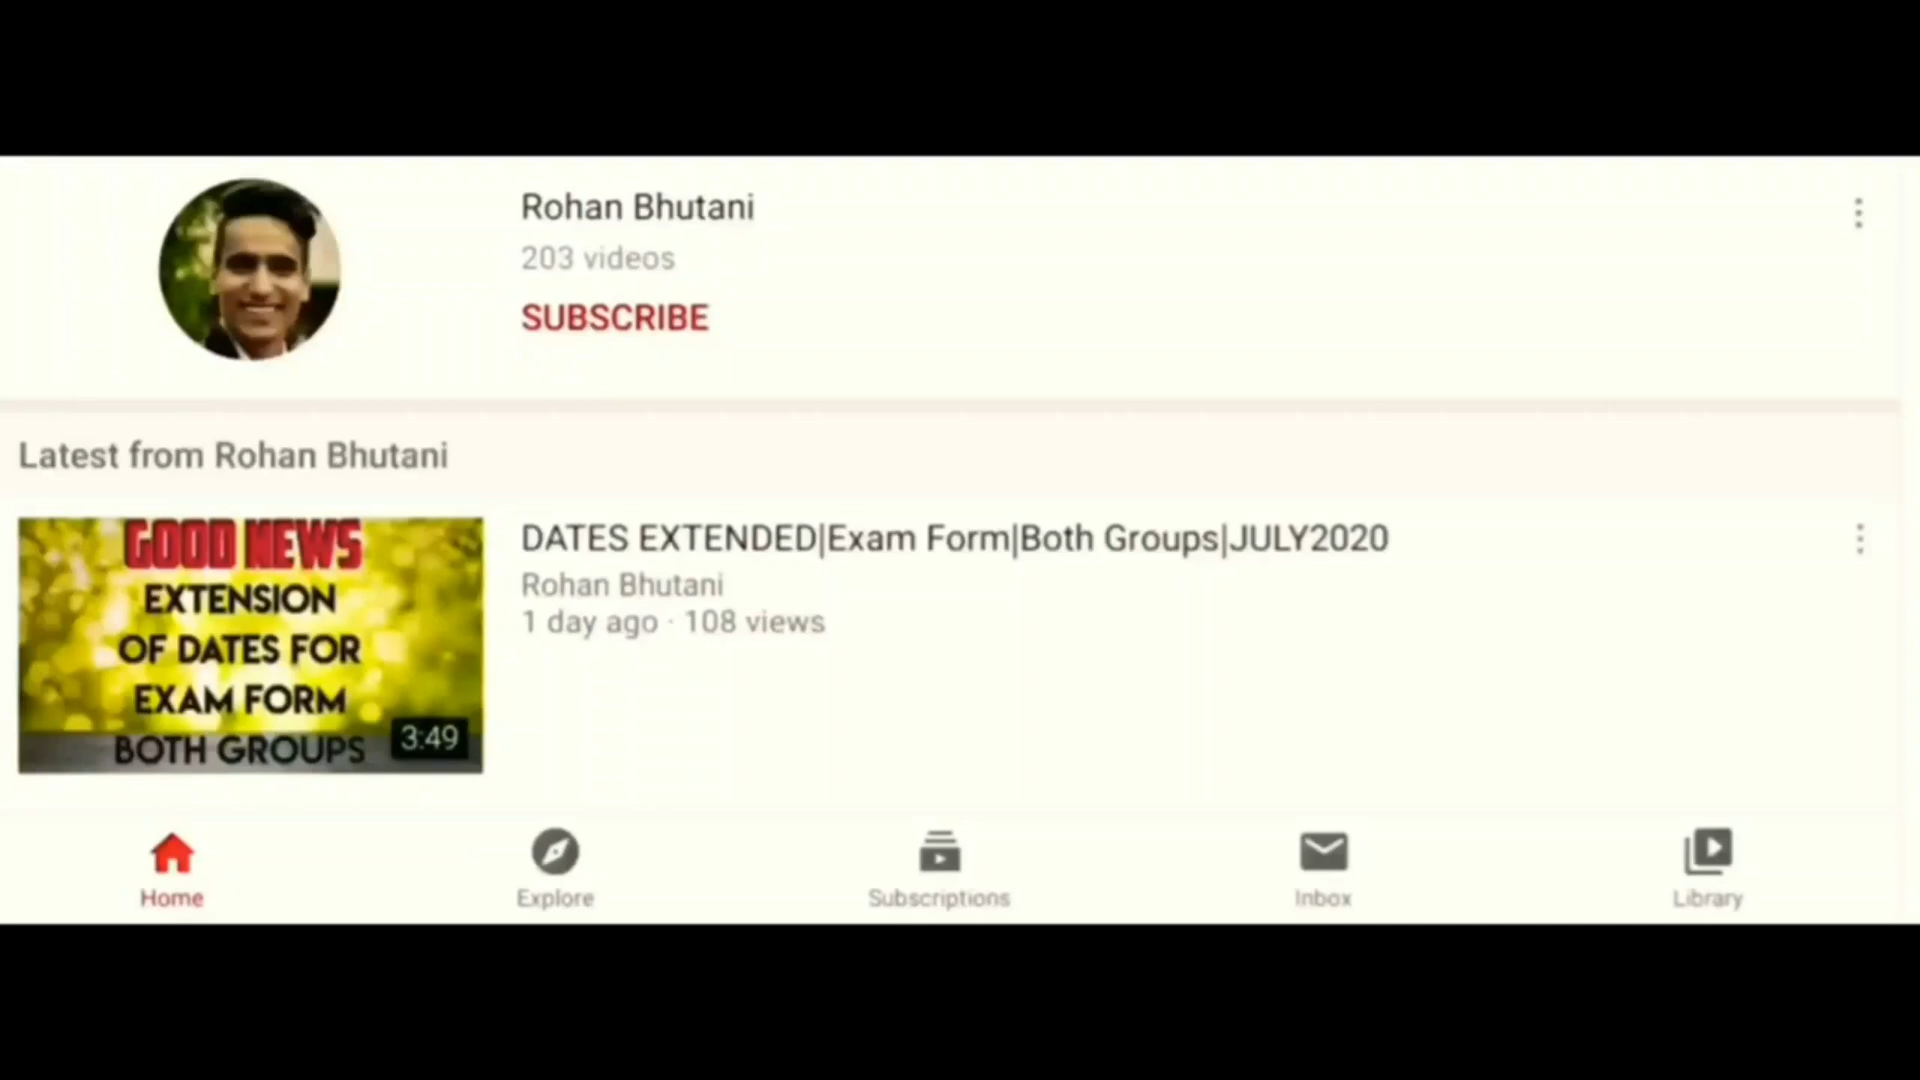 Rohan Bhutani
203 videos
SUBSCRIBE
Latest from Rohan Bhutani
GOOD NEWS
EXTENSION
OF DATES FOR
EXAM FORM
BOTH GROUPS
3:49
DATES EXTENDED|Exam Form|Both Groups|JULY2020
Rohan Bhutani
1 day ago · 108 views
Home
Explore
Subscriptions
Inbox
Library